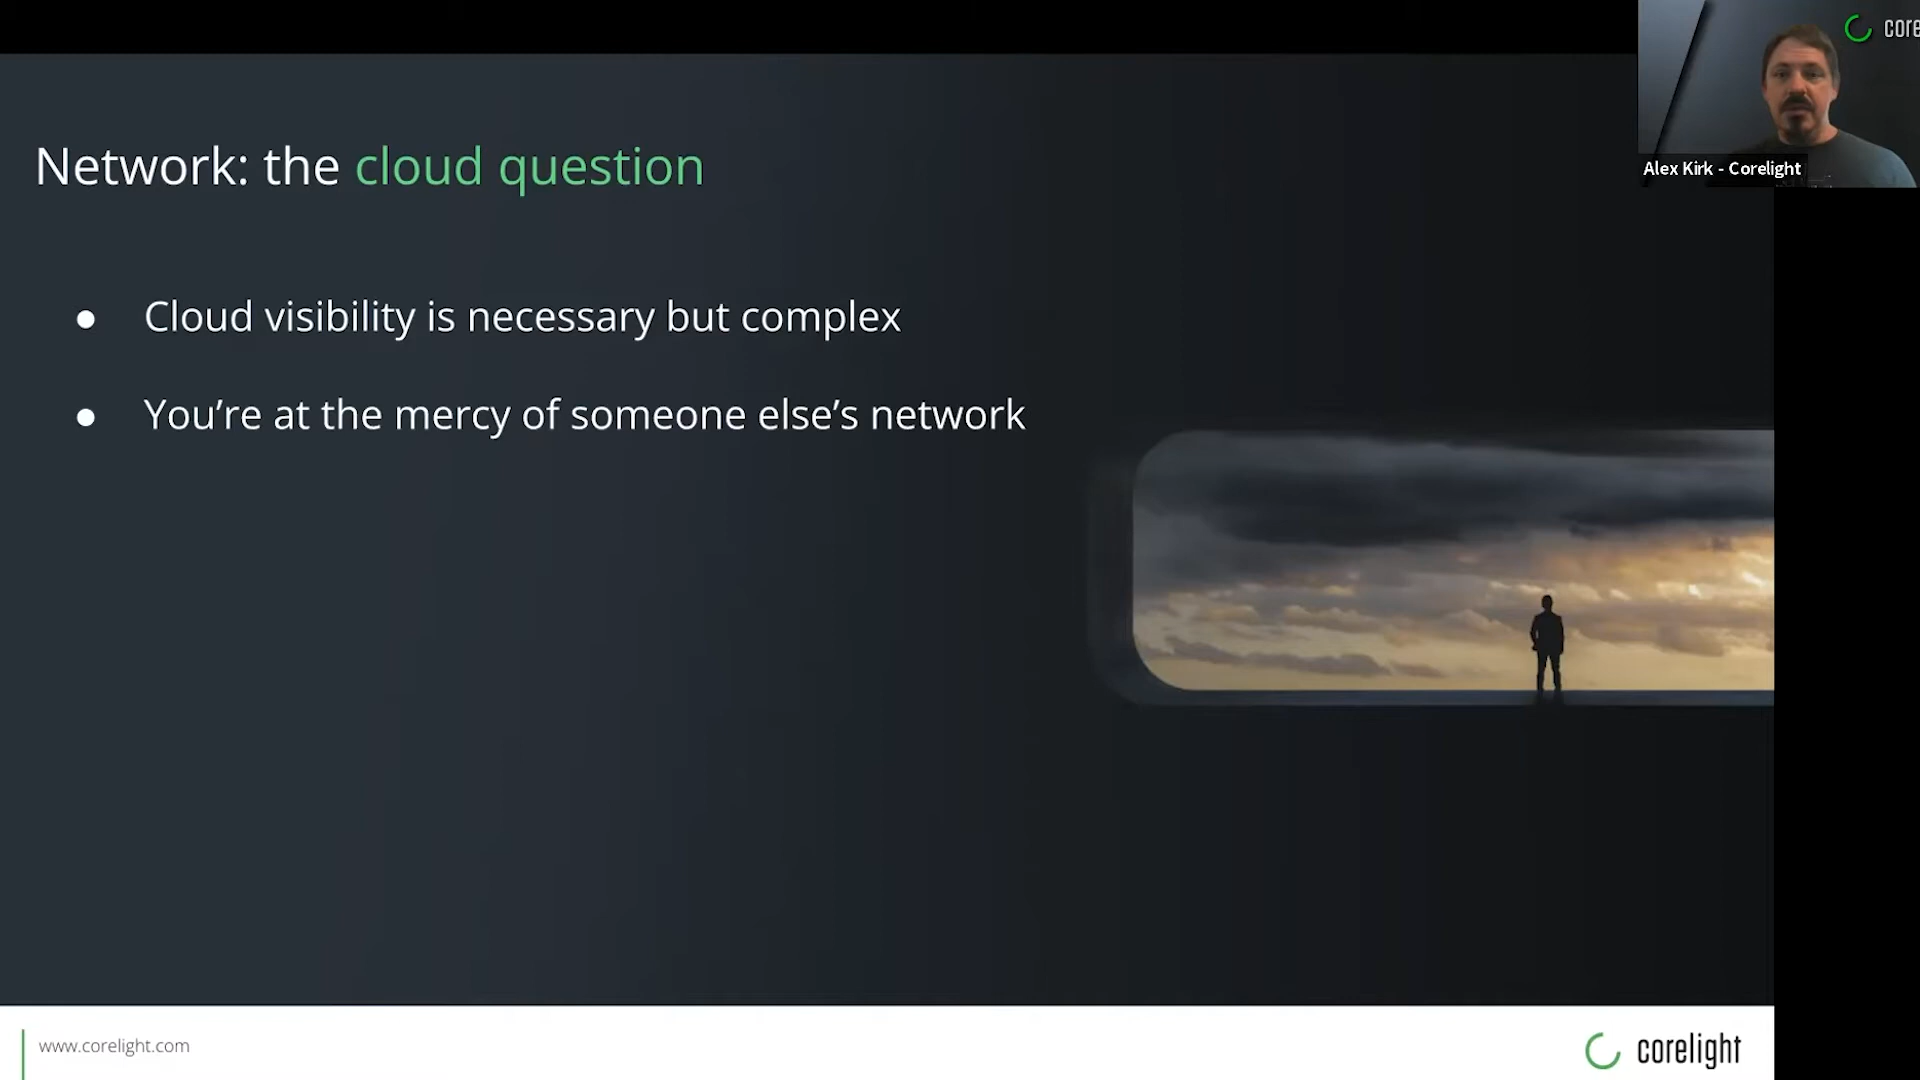 core
Alex Kirk - Corelight
Network: the cloud question
● Cloud visibility is necessary but complex
● You’re at the mercy of someone else’s network
www.corelight.com
corelight